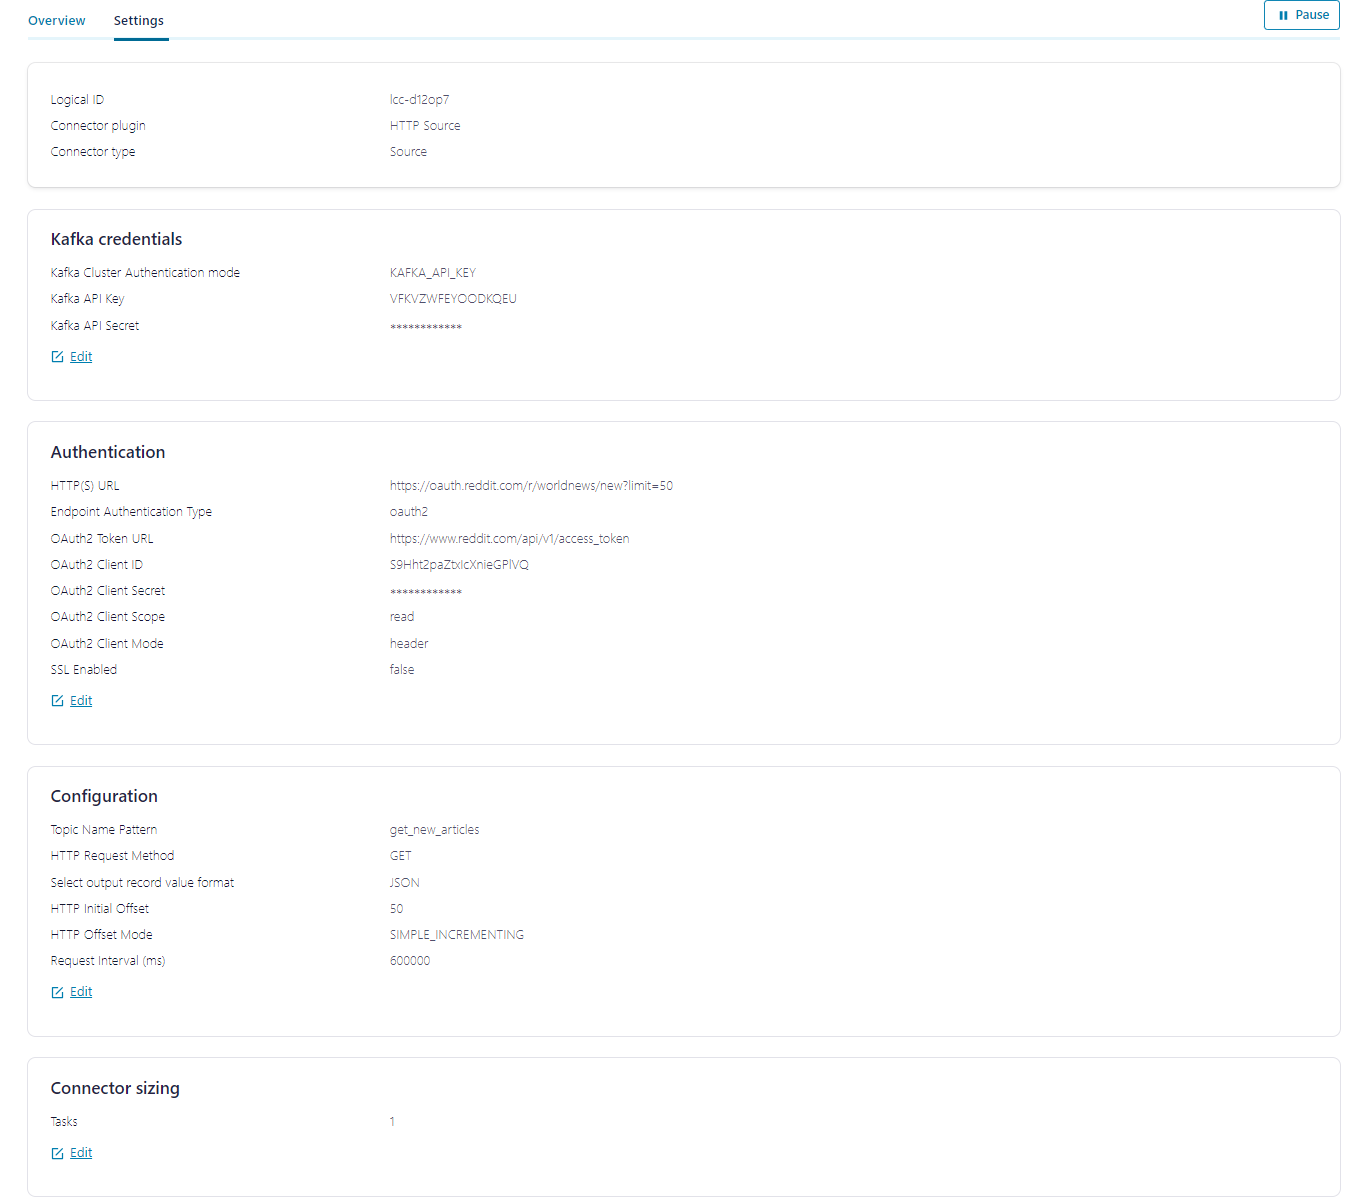 Overview Settings Pause
Logical ID lcc-d12op7
Connector plugin HTTP Source
Connector type Source
Kafka credentials
Kafka Cluster Authentication mode KAFKA_API_KEY
Kafka API Key VFKVZWFEYOODKQEU
Kafka API Secret ************
Edit
Authentication
HTTP(S) URL https://oauth.reddit.com/r/worldnews/new?limit=50
Endpoint Authentication Type oauth2
OAuth2 Token URL https://www.reddit.com/api/v1/access_token
OAuth2 Client ID S9Hht2paZtxIcXnieGPlVQ
OAuth2 Client Secret ************
OAuth2 Client Scope read
OAuth2 Client Mode header
SSL Enabled false
Edit
Configuration
Topic Name Pattern get_new_articles
HTTP Request Method GET
Select output record value format JSON
HTTP Initial Offset 50
HTTP Offset Mode SIMPLE_INCREMENTING
Request Interval (ms) 600000
Edit
Connector sizing
Tasks 1
Edit